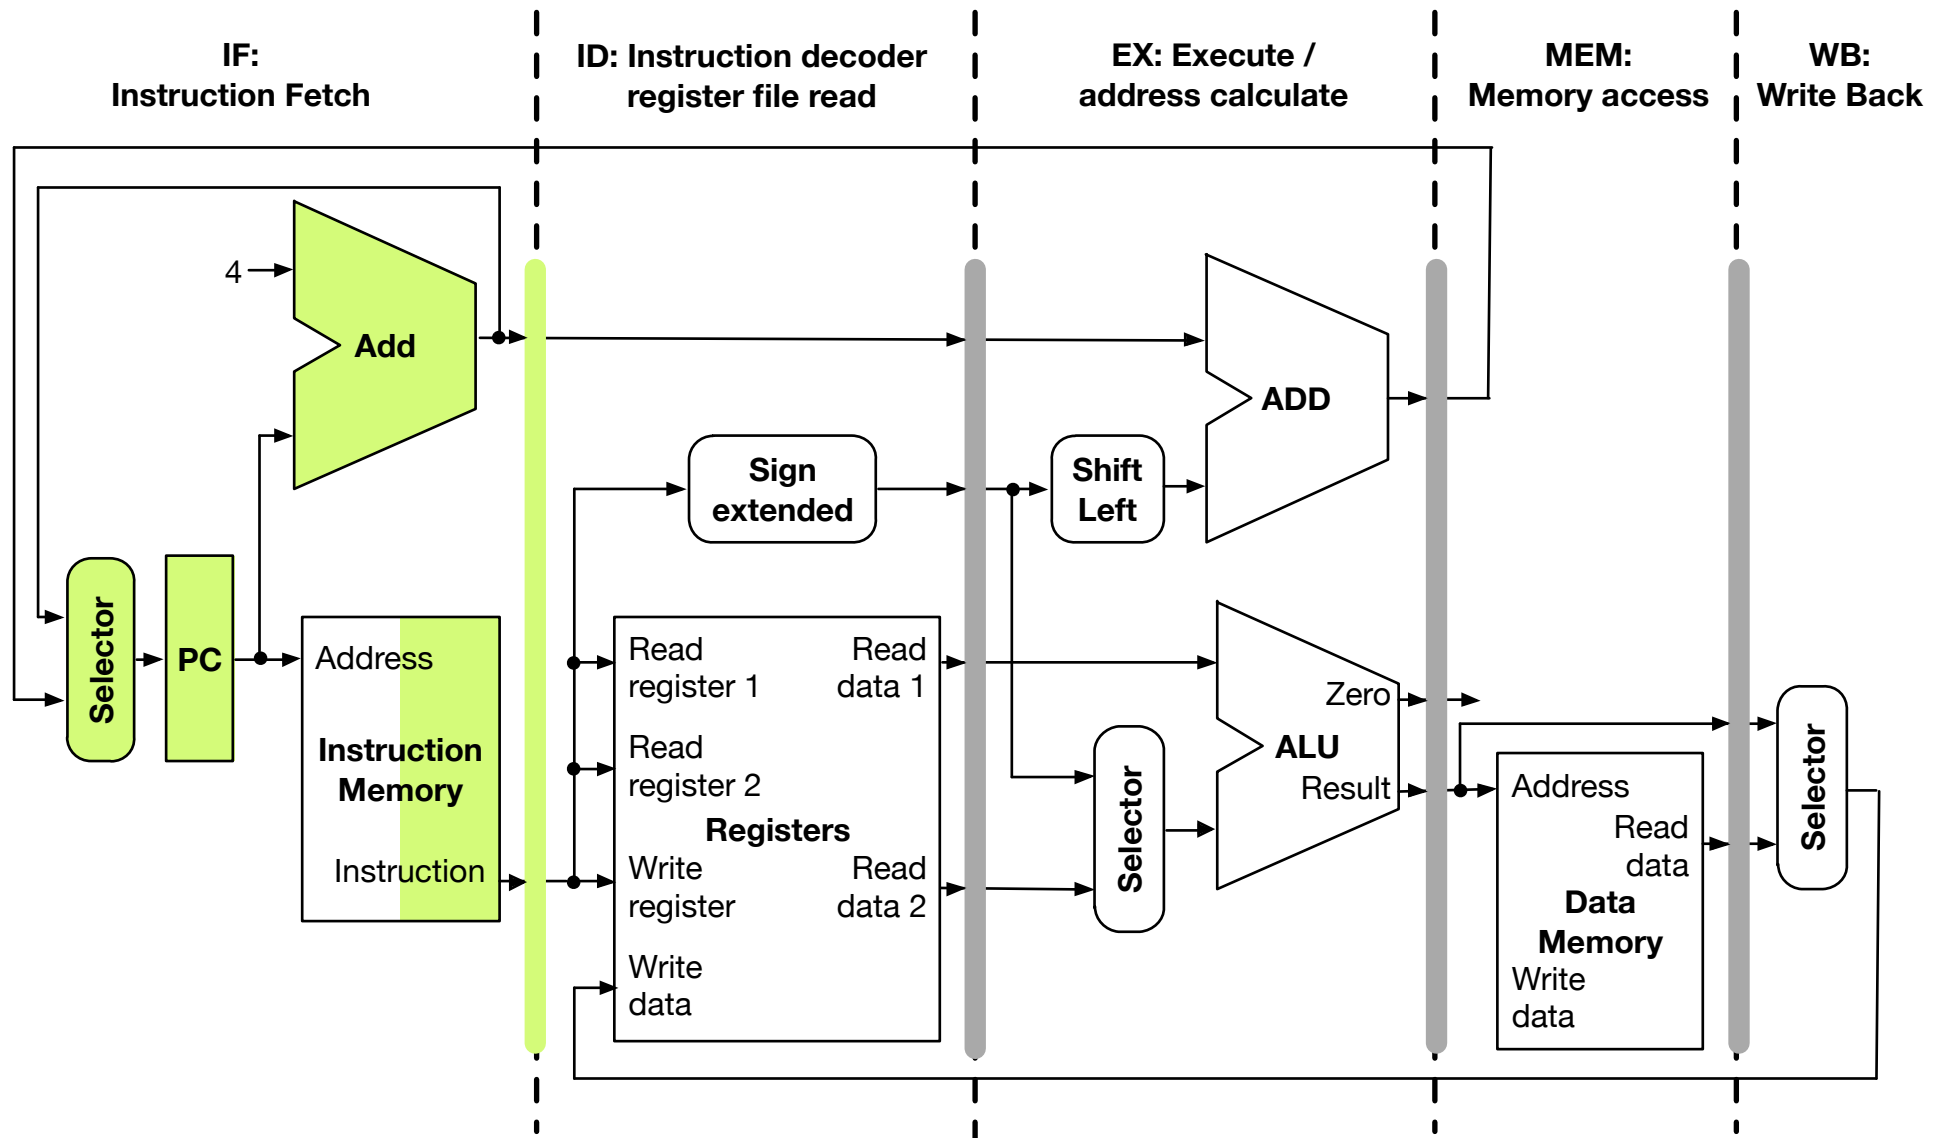 IF:
Instruction Fetch
ID: Instruction decoder
register file read
EX: Execute /
address calculate
MEM:
Memory access
WB:
Write Back
4
Add
Selector
PC
Address
Instruction
Memory
Instruction
Sign
extended
Read
register 1
Read
data 1
Read
register 2
Registers
Write
register
Read
data 2
Write
data
Shift
Left
ADD
Selector
Zero
ALU
Result
Address
Read
data
Data
Memory
Write
data
Selector